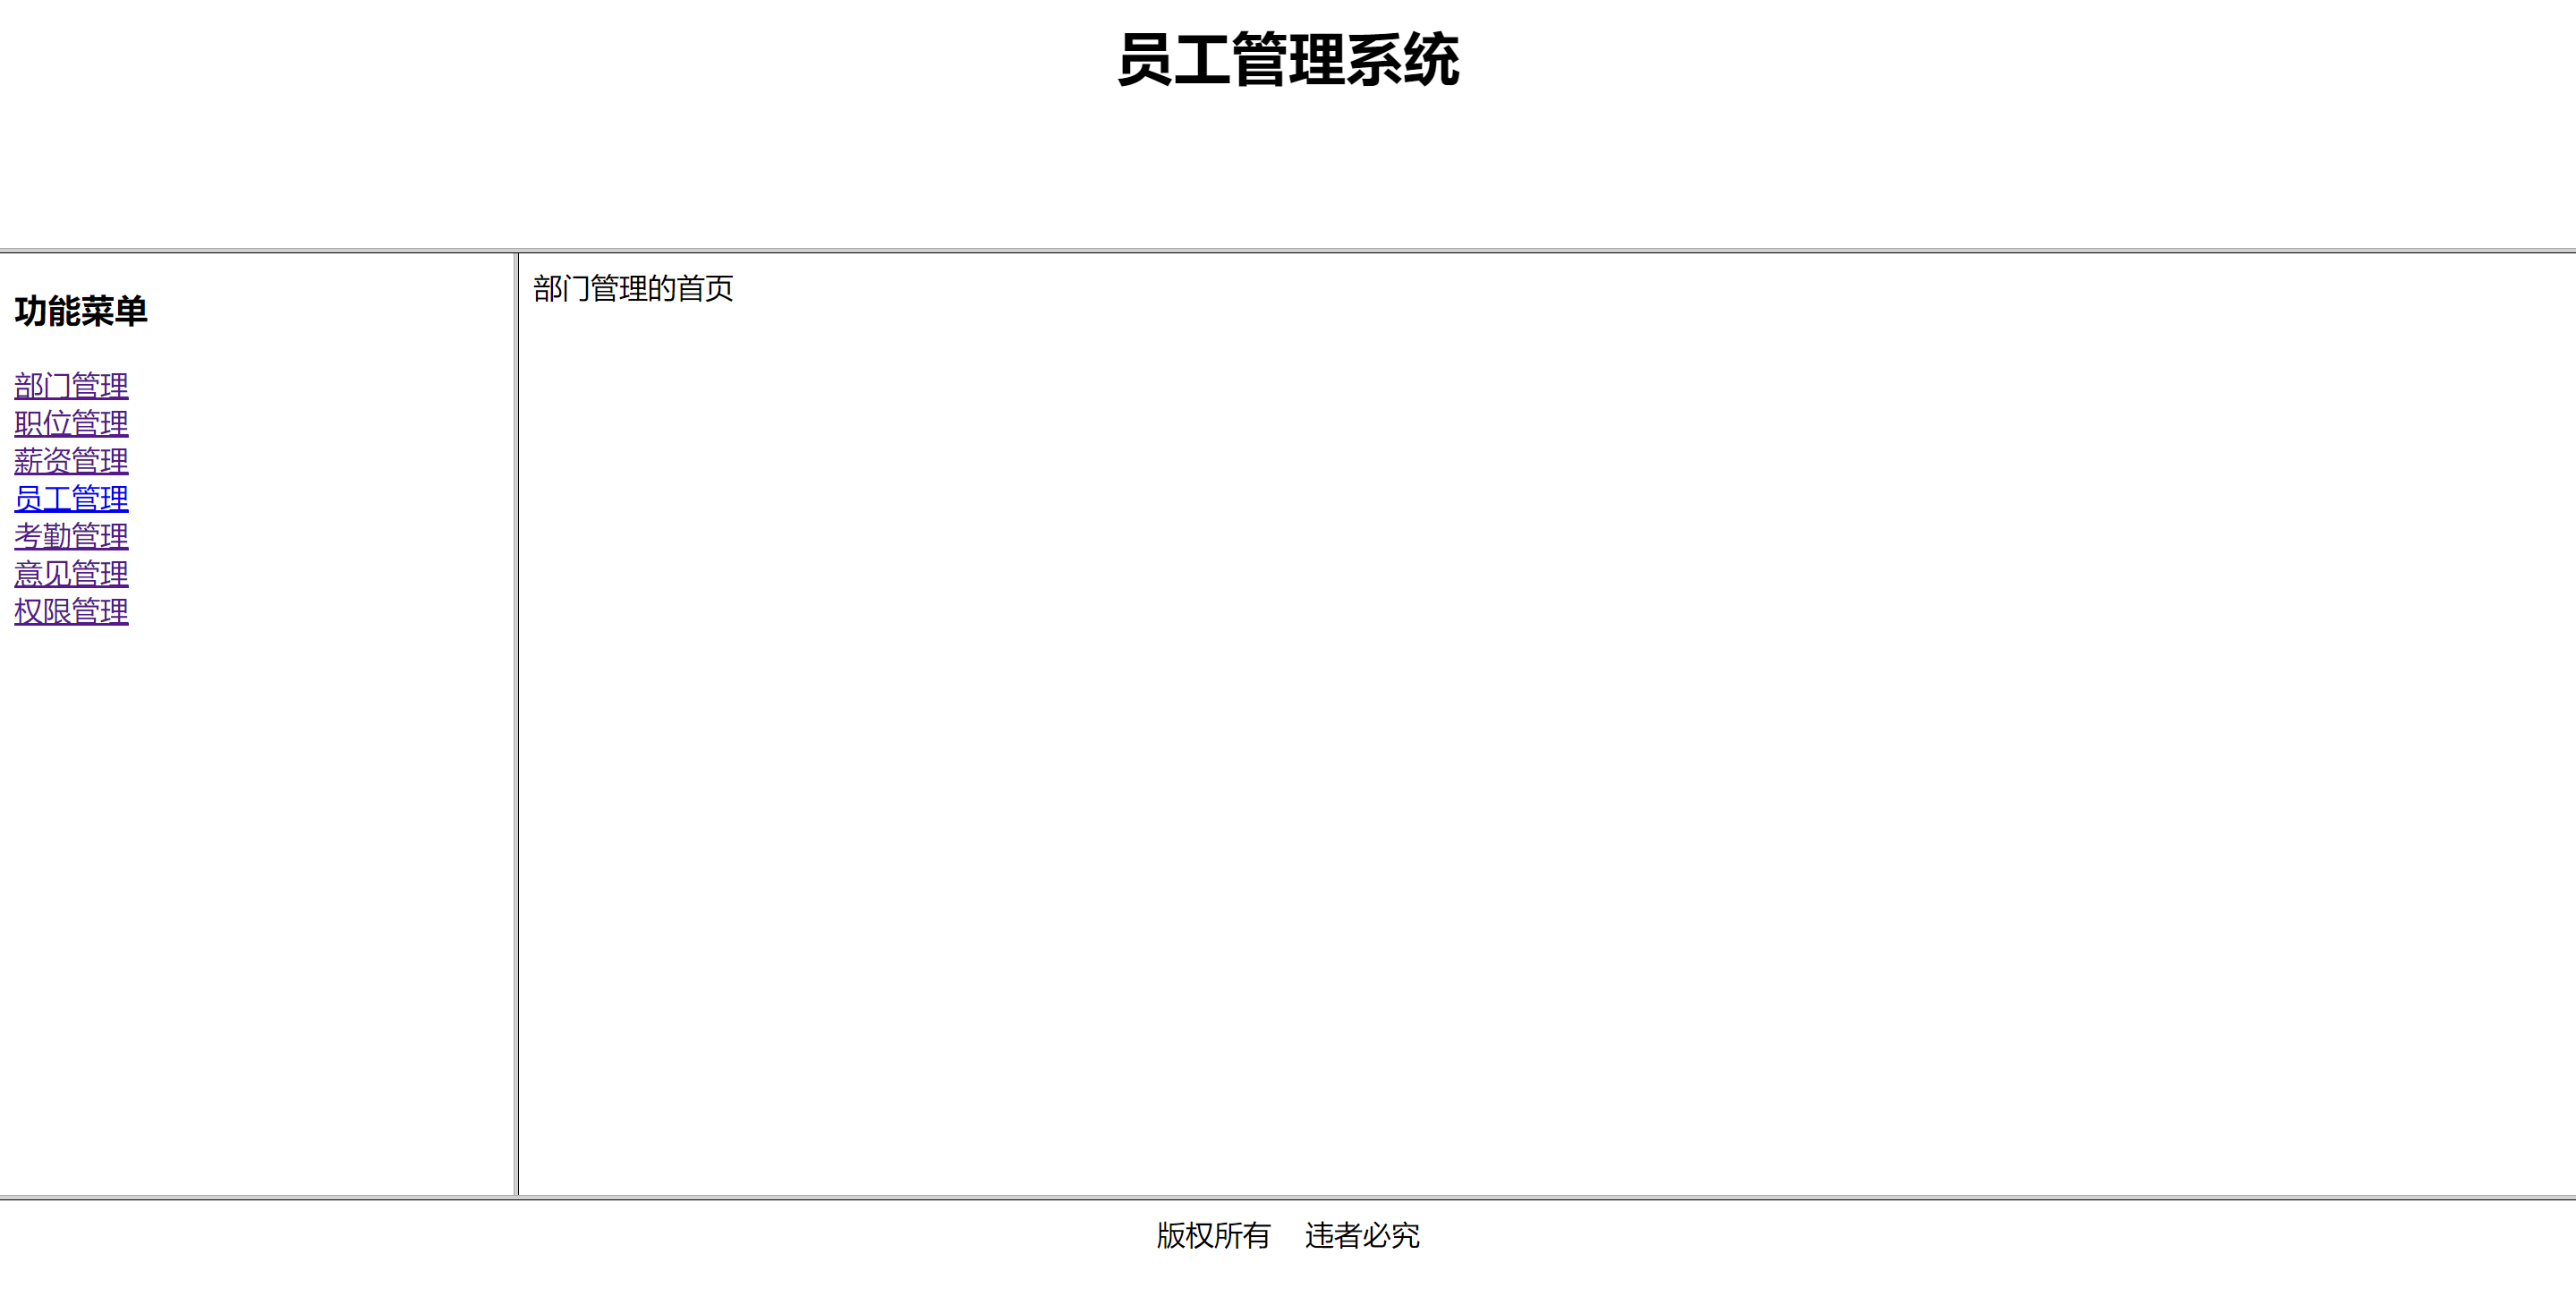 员工管理系统
功能菜单
部门管理
职位管理
薪资管理
员工管理
考勤管理
意见管理
权限管理
部门管理的首页
版权所有 违者必究